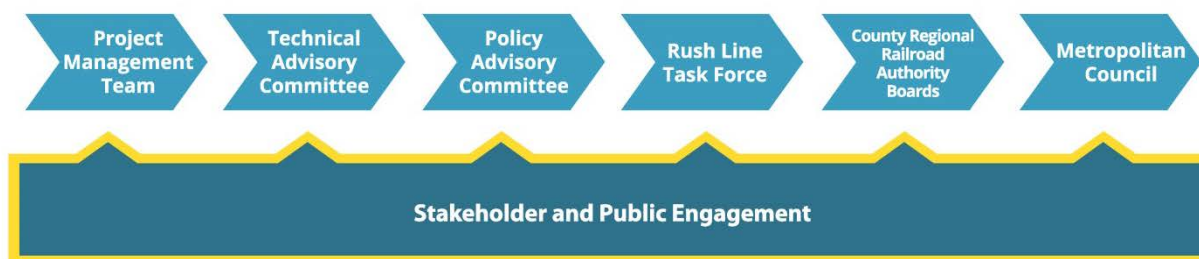 Project
Management
Team
Technical
Advisory
Committee
Policy
Advisory
Committee
Rush Line
Task Force
County Regional
Railroad
Authority
Boards
Metropolitan
Council
Stakeholder and Public Engagement